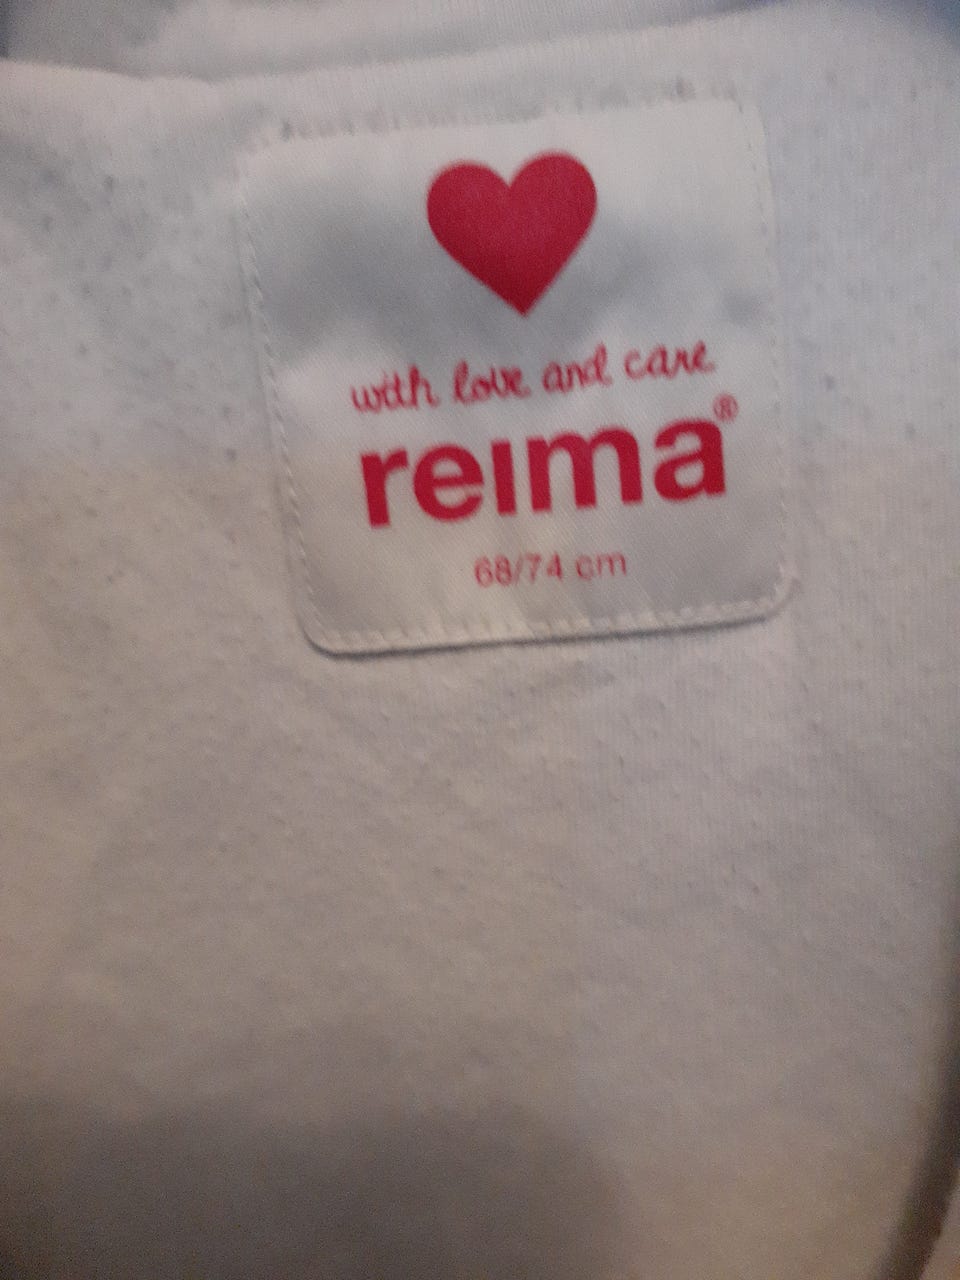 with love and care
reima®
68/74 cm